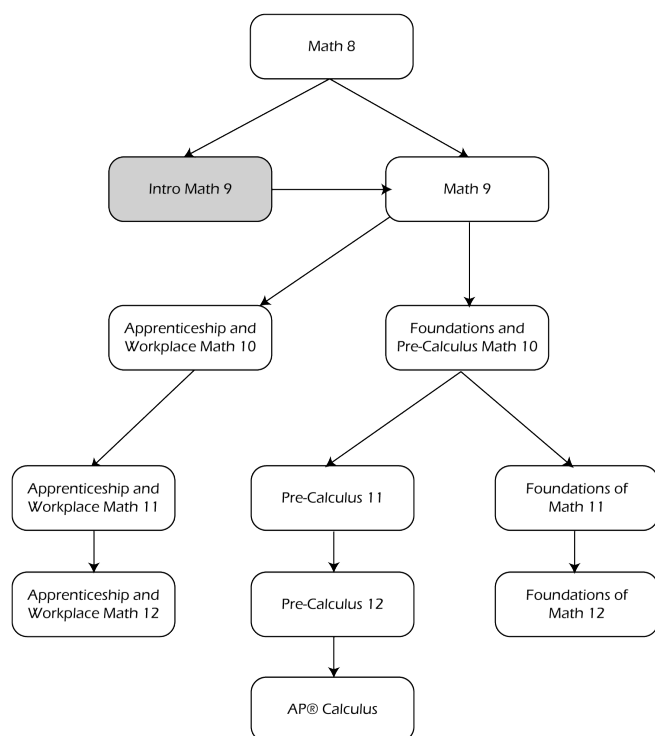 Math 8
Intro Math 9
Math 9
Apprenticeship and
Workplace Math 10
Foundations and
Pre-Calculus Math 10
Apprenticeship and
Workplace Math 11
Pre-Calculus 11
Foundations of
Math 11
Apprenticeship and
Workplace Math 12
Pre-Calculus 12
Foundations of
Math 12
AP® Calculus